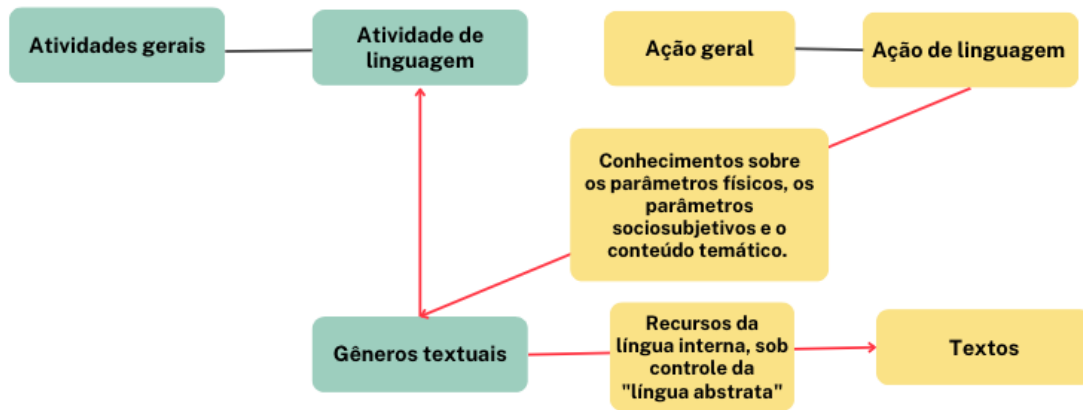 Atividades gerais
Atividade de
linguagem
Ação geral
Ação de linguagem
Conhecimentos sobre
os parâmetros físicos, os
parâmetros
sociosubjetivos e o
conteúdo temático.
Gêneros textuais
Recursos da
língua interna, sob
controle da
"língua abstrata"
Textos